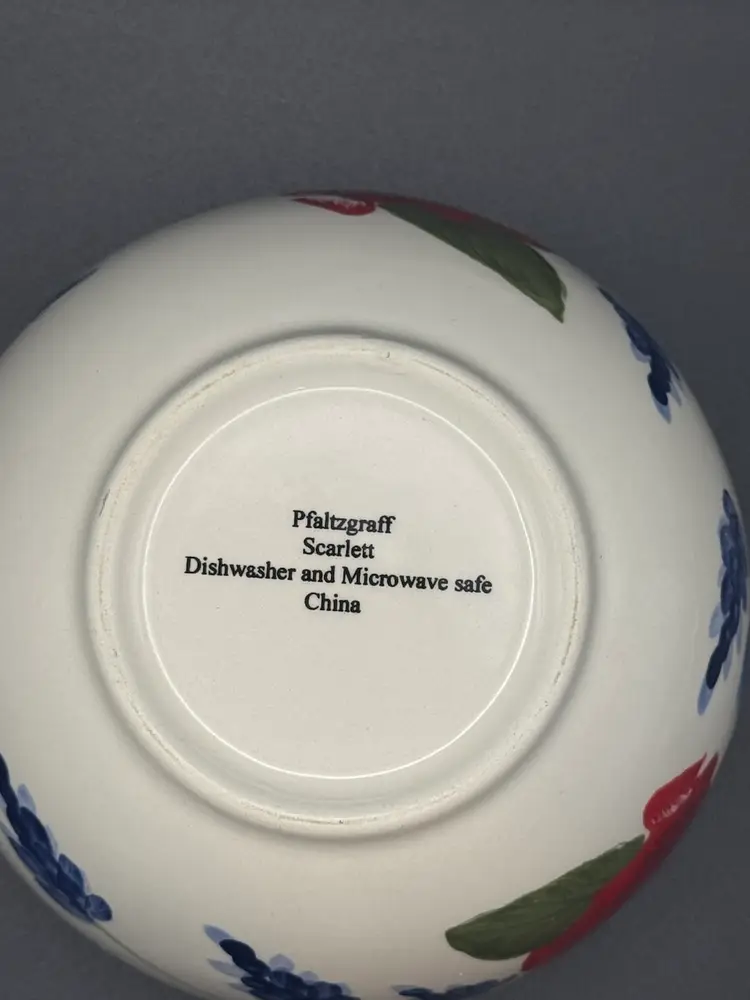 Pfaltzgraff
Scarlett
Dishwasher and Microwave safe
China